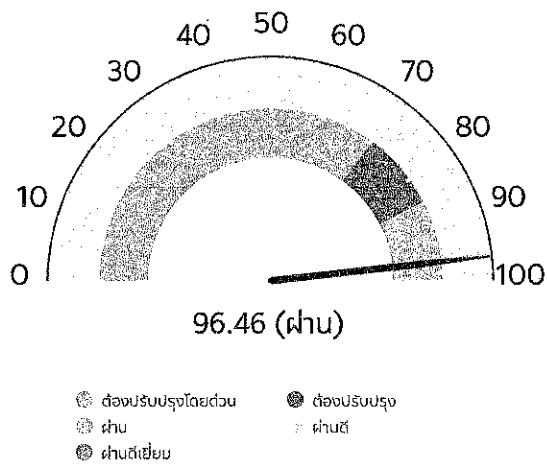 50
40 60
30 70
20 80
10 90
0 100
96.46 (ผ่าน)
ต้องปรับปรุงโดยด่วน ต้องปรับปรุง
ผ่าน ผ่านดี
ผ่านดีเยี่ยม